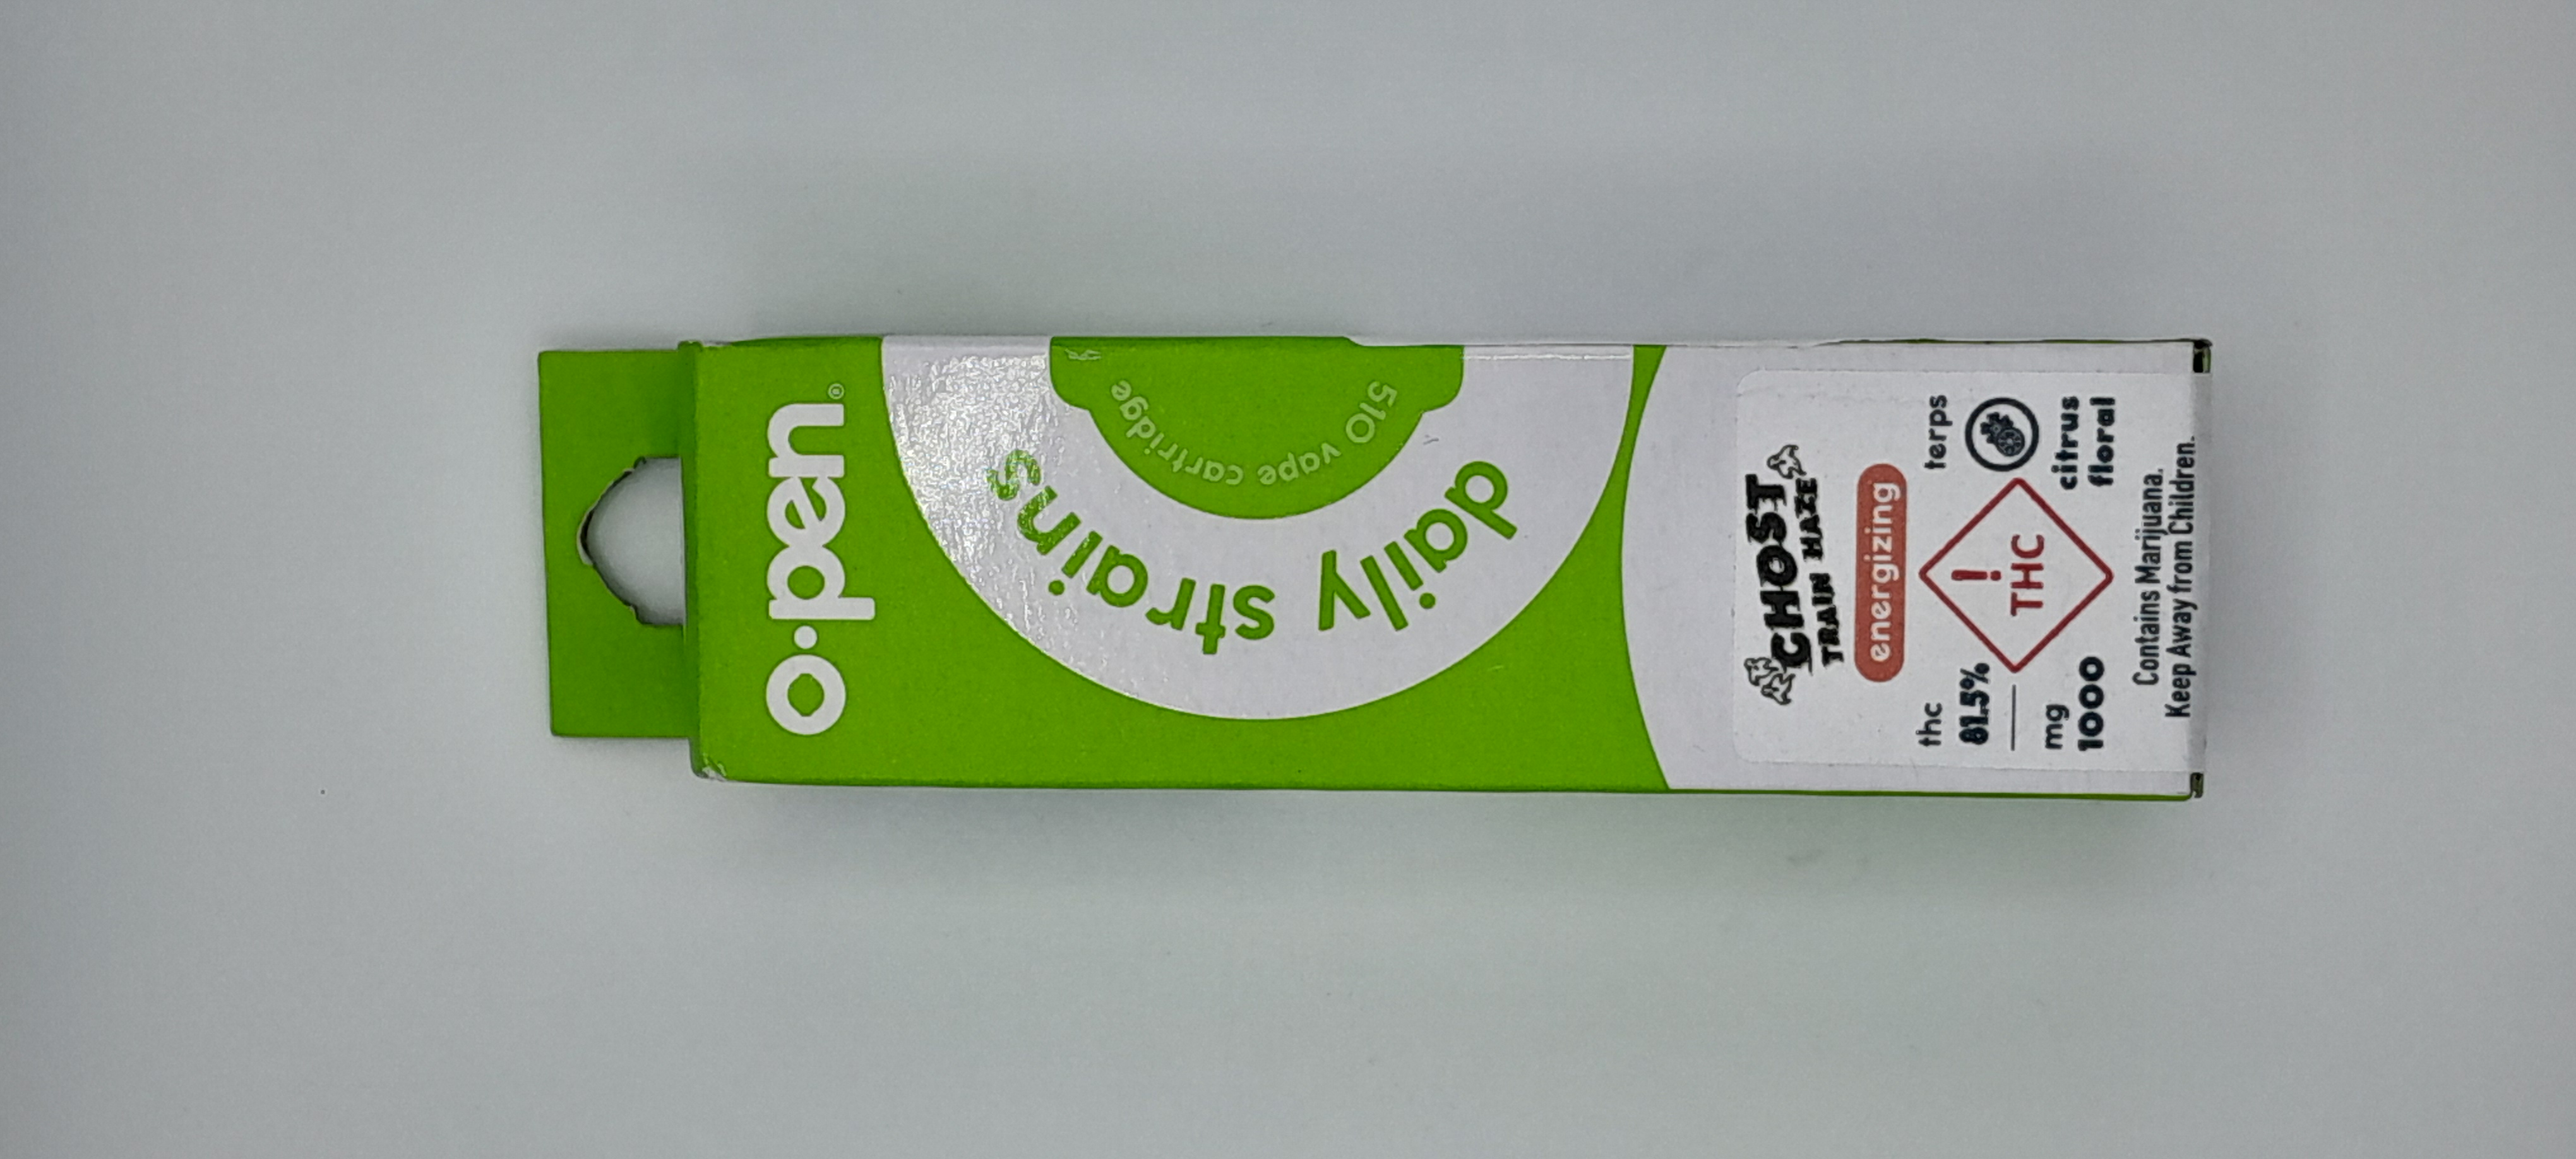 o.pen®
daily strains
510 vape cartridge
GHOST
TRAIN HAZE
energizing
thc
81.5%
mg
1000
! THC
terps
citrus
floral
Contains Marijuana.
Keep Away from Children.